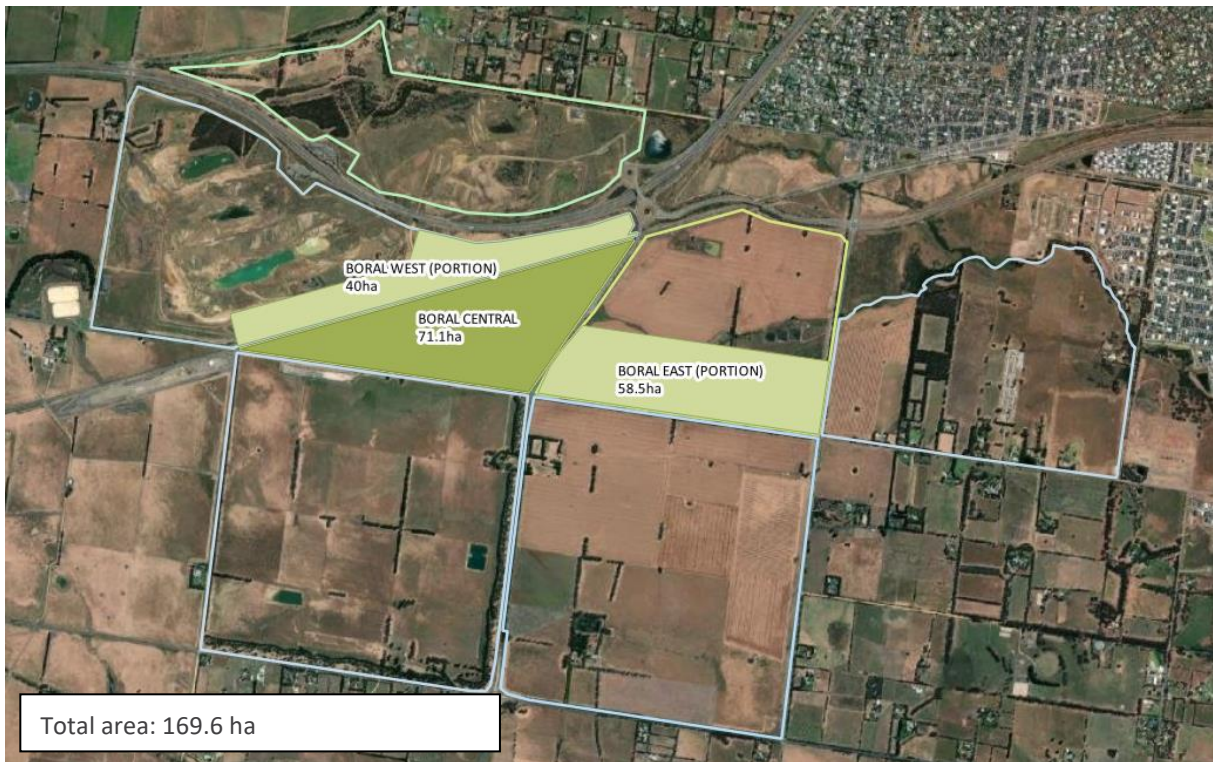 BORAL WEST (PORTION)
40ha
BORAL CENTRAL
71.1ha
BORAL EAST (PORTION)
58.5ha
Total area: 169.6 ha